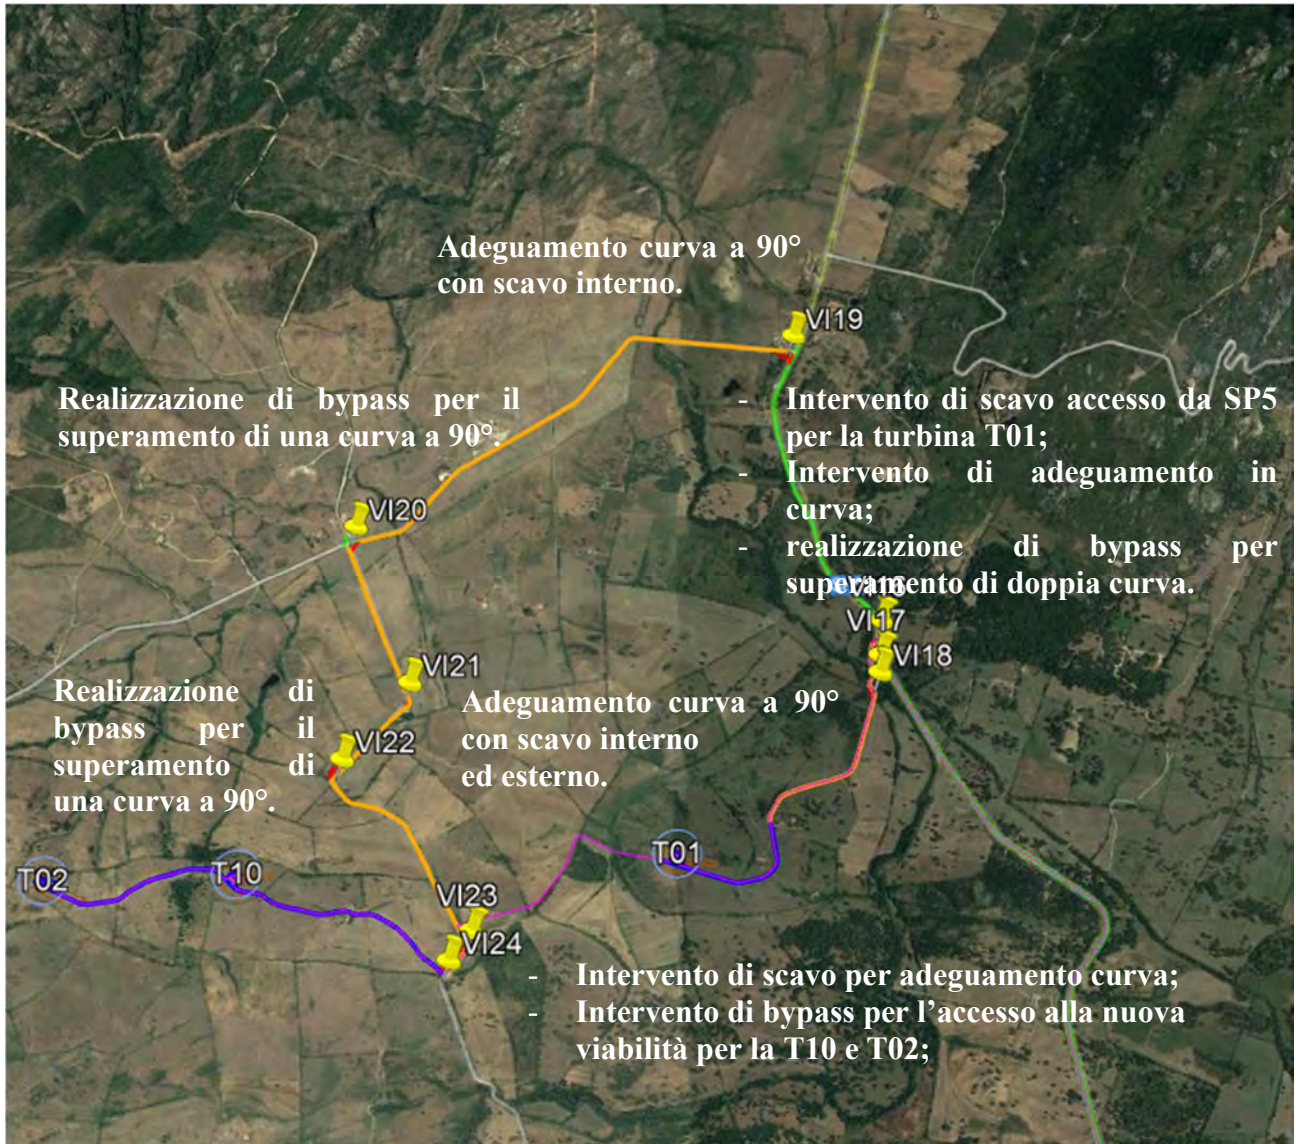 Adeguamento curva a 90°
con scavo interno.
VI19
Realizzazione di bypass per il
superamento di una curva a 90°.
- Intervento di scavo accesso da SP5
per la turbina T01;
- Intervento di adeguamento in
curva;
- realizzazione di bypass per
superamento di doppia curva.
VI20
VI17
VI18
VI21
Realizzazione di
bypass per il
superamento di
una curva a 90°.
Adeguamento curva a 90°
con scavo interno
ed esterno.
VI22
T01
T02
T10
VI23
VI24
- Intervento di scavo per adeguamento curva;
- Intervento di bypass per l’accesso alla nuova
viabilità per la T10 e T02;